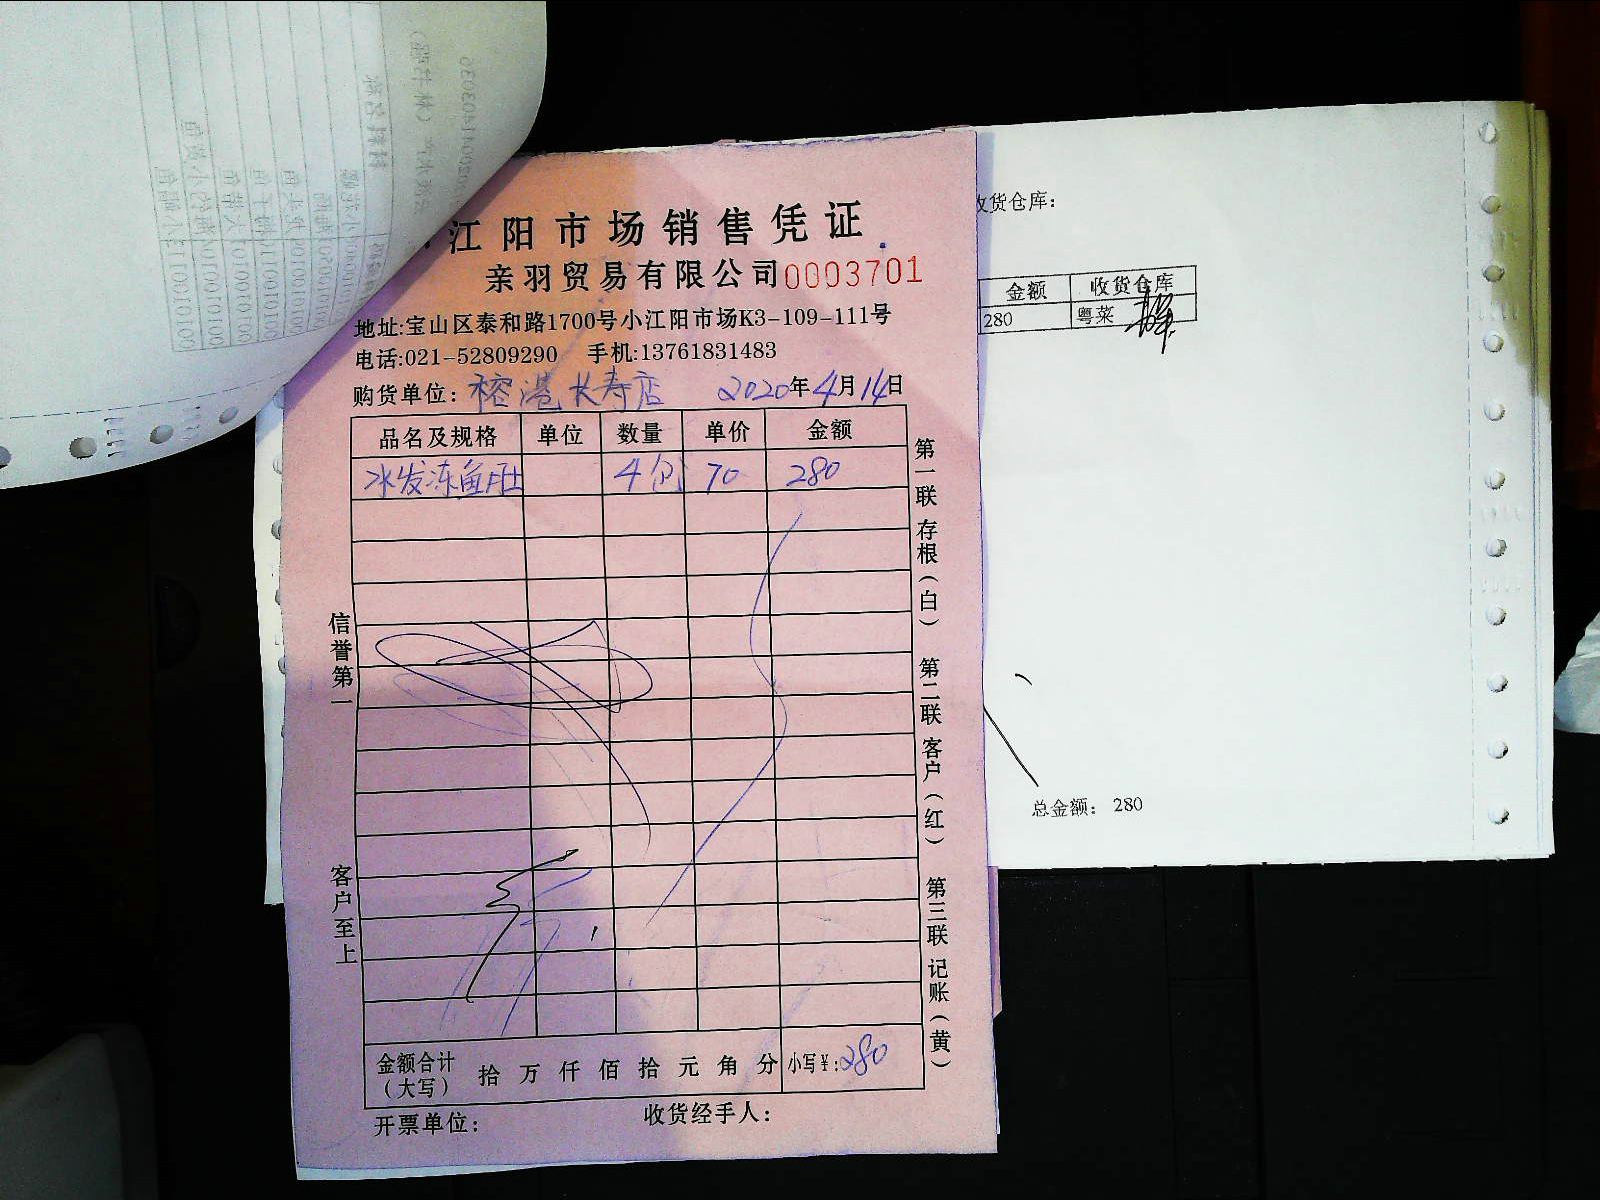 江阳市场销售凭证
亲羽贸易有限公司0003701
地址:宝山区泰和路1700号小江阳市场K3-109-111号
电话:021-52809290 手机:13761831483
购货单位: 榕港长寿店 2020年4月14日
品名及规格 单位 数量 单价 金额
水发冻鱼肚 4包 70 280
金额合计(大写) 拾 万 仟 佰 拾 元 角 分 小写¥:280
开票单位: 收货经手人:
信誉第一
客户至上
第一联 存根(白)
第二联 客户(红)
第三联 记账(黄)
收货仓库:
金额 收货仓库
280 粤菜
总金额: 280